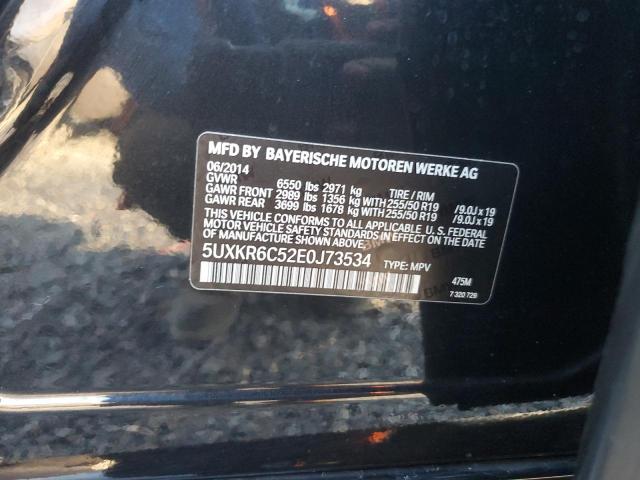 MFD BY BAYERISCHE MOTOREN WERKE AG
06/2014
GVWR 6550 lbs 2971 kg TIRE / RIM
GAWR FRONT 2989 lbs 1356 kg WITH 255/50 R19 /9.0J x 19
GAWR REAR 3699 lbs 1678 kg WITH 255/50 R19 /9.0J x 19
THIS VEHICLE CONFORMS TO ALL APPLICABLE U.S. FEDERAL
MOTOR VEHICLE SAFETY STANDARDS IN EFFECT ON THE DATE
OF MANUFACTURE SHOWN ABOVE.
5UXKR6C52E0J73534 TYPE: MPV
475M
7 320 729